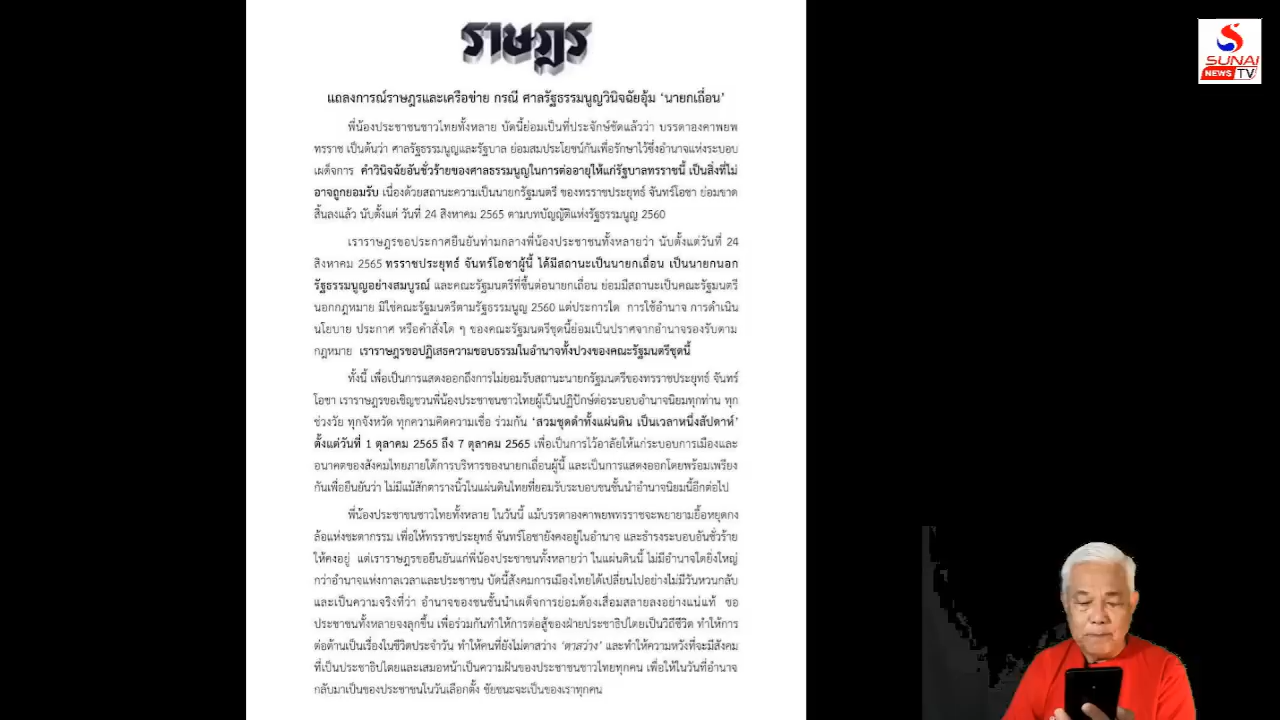 ราษฎร
SUNAI
NEWS TV
แถลงการณ์ราษฎรและเครือข่าย กรณี ศาลรัฐธรรมนูญวินิจฉัยอุ้ม ‘นายกเถื่อน’
พี่น้องประชาชนชาวไทยทั้งหลาย บัดนี้ย่อมเป็นที่ประจักษ์ชัดแล้วว่า บรรดาองคาพยพ
ทรราช เป็นต้นว่า ศาลรัฐธรรมนูญและรัฐบาล ย่อมสมประโยชน์กันเพื่อรักษาไว้ซึ่งอำนาจแห่งระบอบ
เผด็จการ คำวินิจฉัยอันชั่วร้ายของศาลธรรมนูญในการต่ออายุให้แก่รัฐบาลทรราชนี้ เป็นสิ่งที่ไม่
อาจถูกยอมรับ เนื่องด้วยสถานะความเป็นนายกรัฐมนตรี ของทรราชประยุทธ์ จันทร์โอชา ย่อมขาด
สิ้นลงแล้ว นับตั้งแต่ วันที่ 24 สิงหาคม 2565 ตามบทบัญญัติแห่งรัฐธรรมนูญ 2560
เราราษฎรขอประกาศยืนยันท่ามกลางพี่น้องประชาชนทั้งหลายว่า นับตั้งแต่วันที่ 24
สิงหาคม 2565 ทรราชประยุทธ์ จันทร์โอชาผู้นี้ ได้มีสถานะเป็นนายกเถื่อน เป็นนายกนอก
รัฐธรรมนูญอย่างสมบูรณ์ และคณะรัฐมนตรีที่ขึ้นต่อนายกเถื่อน ย่อมมีสถานะเป็นคณะรัฐมนตรี
นอกกฎหมาย มิใช่คณะรัฐมนตรีตามรัฐธรรมนูญ 2560 แต่ประการใด การใช้อำนาจ การดำเนิน
นโยบาย ประกาศ หรือคำสั่งใด ๆ ของคณะรัฐมนตรีชุดนี้ย่อมเป็นปราศจากอำนาจรองรับตาม
กฎหมาย เราราษฎรขอปฏิเสธความชอบธรรมในอำนาจทั้งปวงของคณะรัฐมนตรีชุดนี้
ทั้งนี้ เพื่อเป็นการแสดงออกถึงการไม่ยอมรับสถานะนายกรัฐมนตรีของทรราชประยุทธ์ จันทร์
โอชา เราราษฎรขอเชิญชวนพี่น้องประชาชนชาวไทยผู้เป็นปฏิปักษ์ต่อระบอบอำนาจนิยมทุกท่าน ทุก
ช่วงวัย ทุกจังหวัด ทุกความคิดความเชื่อ ร่วมกัน ‘สวมชุดดำทั้งแผ่นดิน เป็นเวลาหนึ่งสัปดาห์’
ตั้งแต่วันที่ 1 ตุลาคม 2565 ถึง 7 ตุลาคม 2565 เพื่อเป็นการไว้อาลัยให้แก่ระบอบการเมืองและ
อนาคตของสังคมไทยภายใต้การบริหารของนายกเถื่อนผู้นี้ และเป็นการแสดงออกโดยพร้อมเพรียง
กันเพื่อยืนยันว่า ไม่มีแม้สักตารางนิ้วในแผ่นดินไทยที่ยอมรับระบอบชนชั้นนำอำนาจนิยมนี้อีกต่อไป
พี่น้องประชาชนชาวไทยทั้งหลาย ในวันนี้ แม้บรรดาองคาพยพทรราชจะพยายามยื้อหยุดกง
ล้อแห่งชะตากรรม เพื่อให้ทรราชประยุทธ์ จันทร์โอชายังคงอยู่ในอำนาจ และธำรงระบอบอันชั่วร้าย
ให้คงอยู่ แต่เราราษฎรขอยืนยันแก่พี่น้องประชาชนทั้งหลายว่า ในแผ่นดินนี้ ไม่มีอำนาจใดยิ่งใหญ่
กว่าอำนาจแห่งกาลเวลาและประชาชน บัดนี้สังคมการเมืองไทยได้เปลี่ยนไปอย่างไม่มีวันหวนกลับ
และเป็นความจริงที่ว่า อำนาจของชนชั้นนำเผด็จการย่อมต้องเสื่อมสลายลงอย่างแน่แท้ ขอ
ประชาชนทั้งหลายจงลุกขึ้น เพื่อร่วมกันทำให้การต่อสู้ของฝ่ายประชาธิปไตยเป็นวิถีชีวิต ทำให้การ
ต่อต้านเป็นเรื่องในชีวิตประจำวัน ทำให้คนที่ยังไม่ตาสว่าง ‘ตาสว่าง’ และทำให้ความหวังที่จะมีสังคม
ที่เป็นประชาธิปไตยและเสมอหน้าเป็นความฝันของประชาชนชาวไทยทุกคน เพื่อให้ในวันที่อำนาจ
กลับมาเป็นของประชาชนในวันเลือกตั้ง ชัยชนะจะเป็นของเราทุกคน